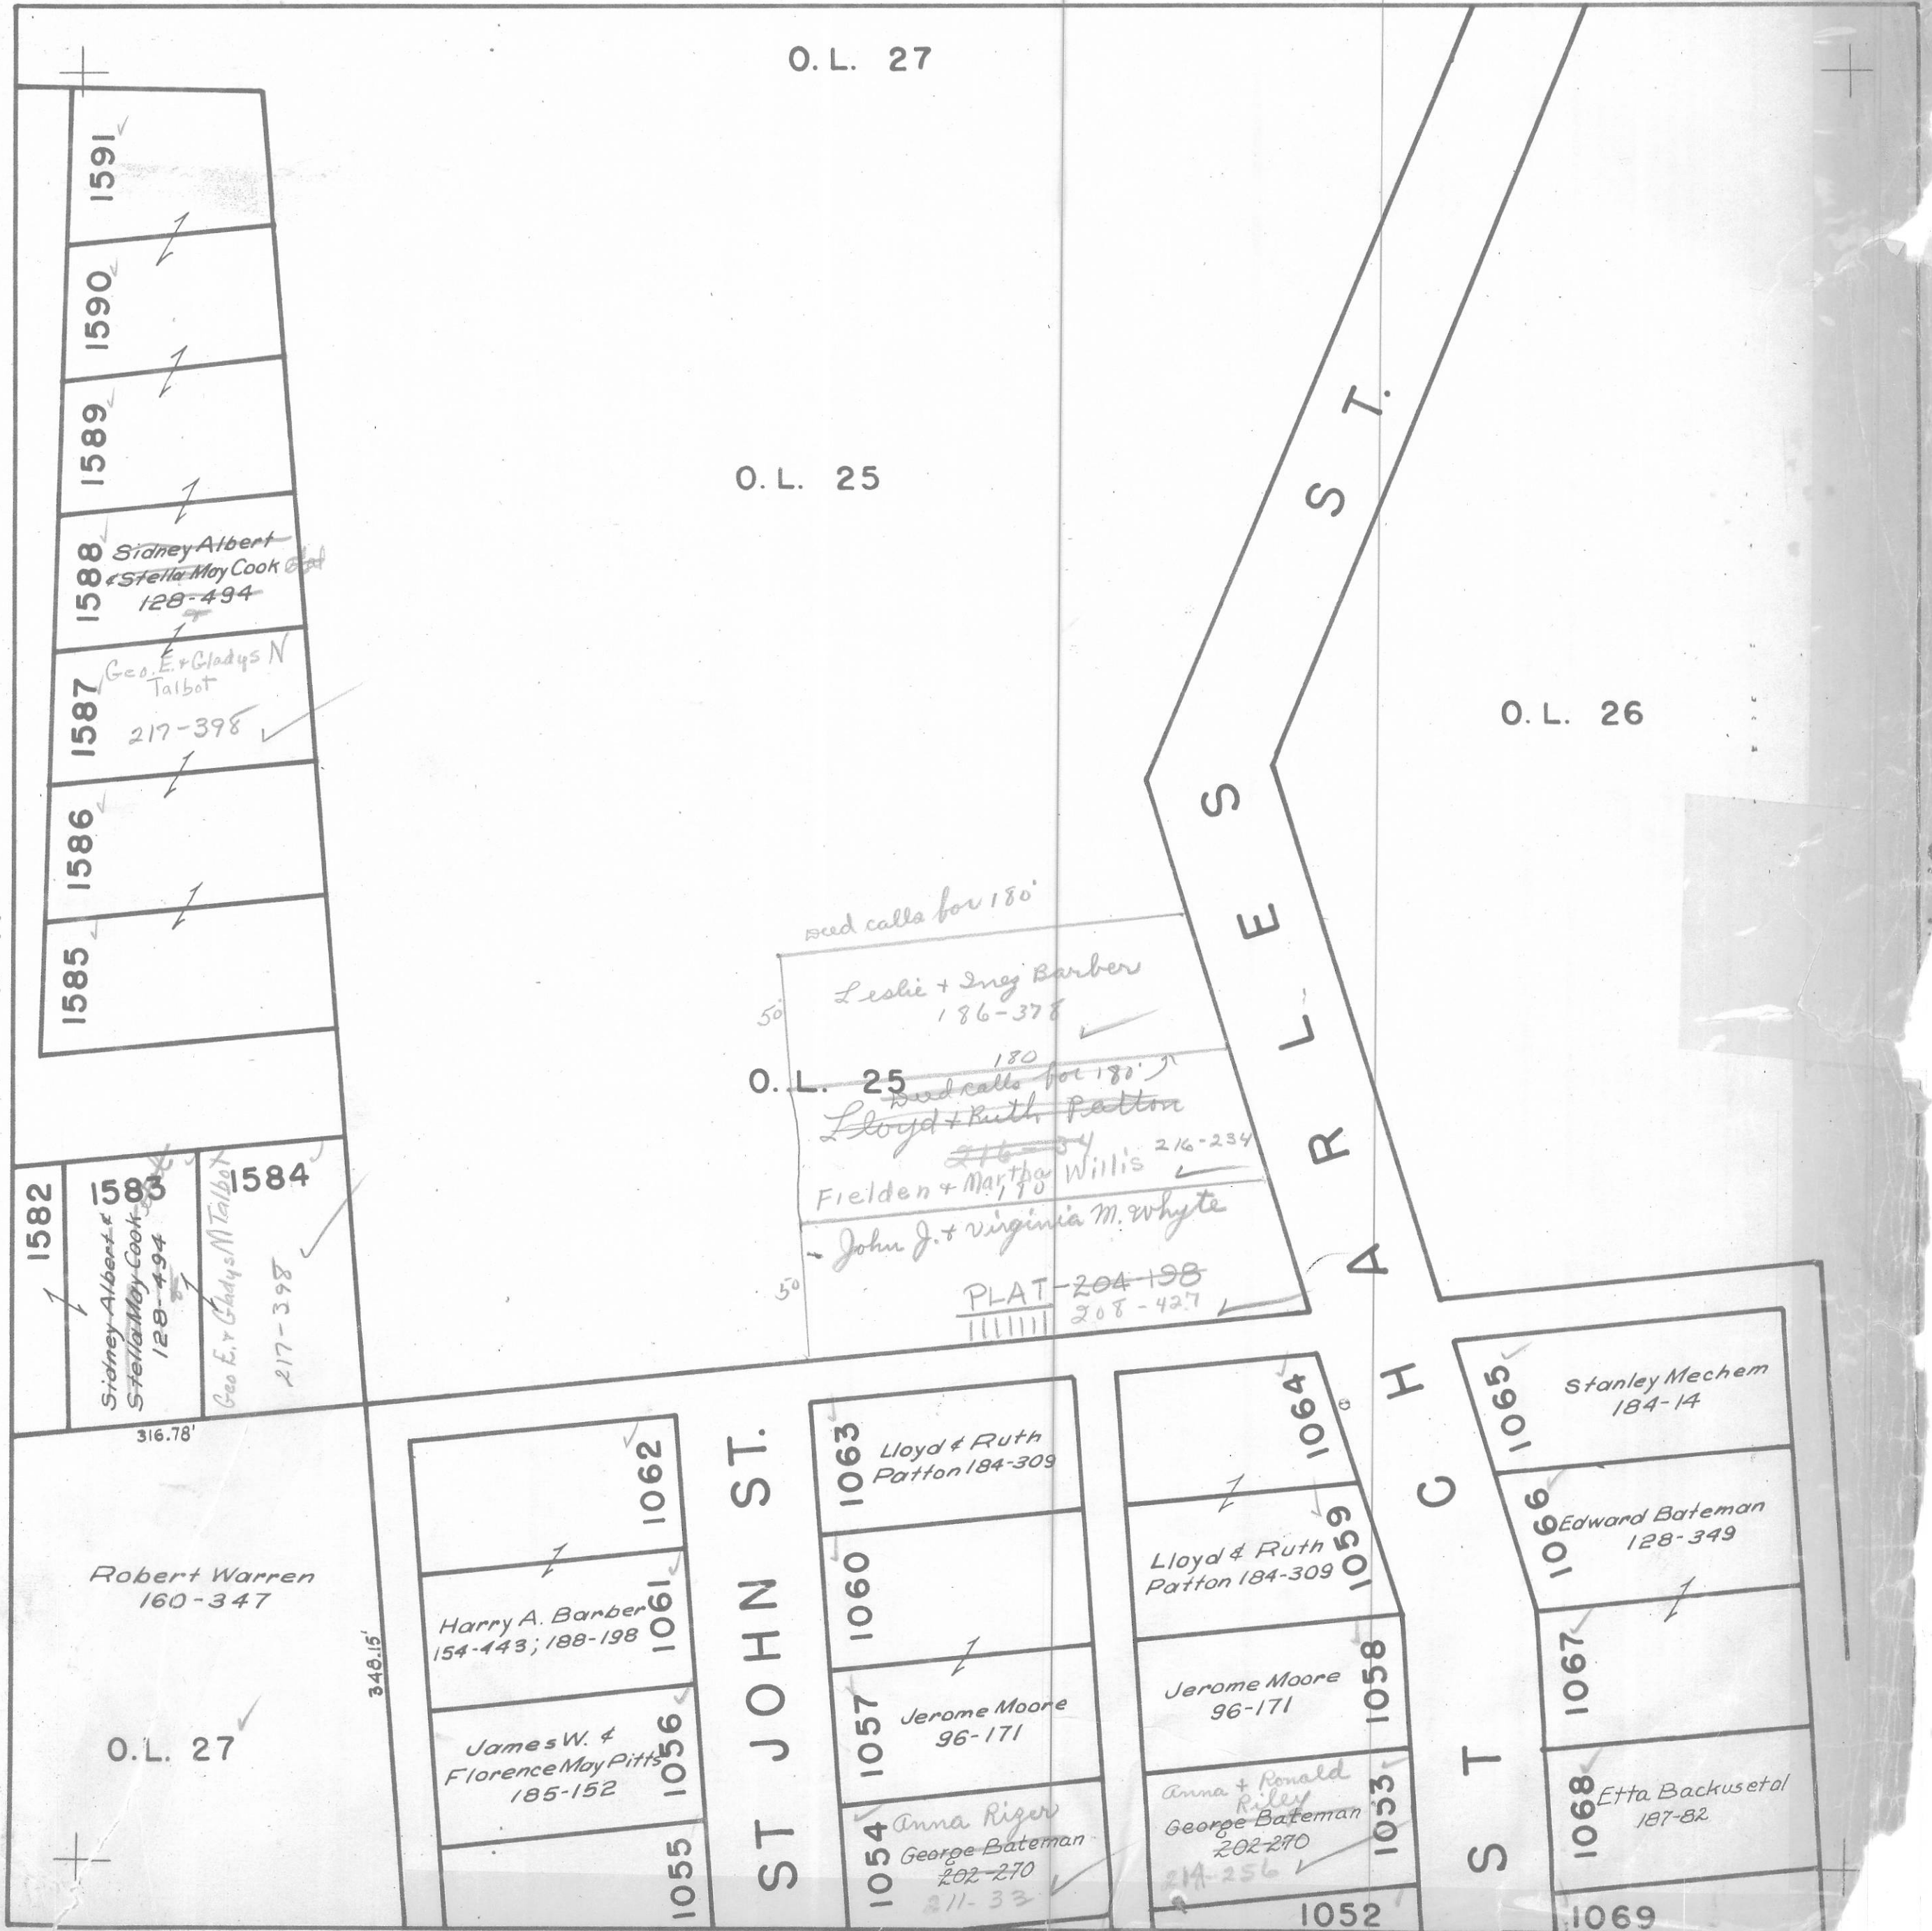 O.L. 27
1591
1590
1589
O.L. 25
ST.
1588
Sidney Albert
& Stella May Cook
128-494
1587
Geo. E. + Gladys N
Talbot
217-398
O.L. 26
1586
1585
Deed calls for 180'
Leslie + Inez Barber
186-378
50'
180
O.L. 25
Deed calls for 180'
Lloyd + Ruth Patton
216-34
Fielden + Martha Willis 216-234
190
John J. + Virginia M. Whyte
50'
PLAT-204-198
208-427
CHARLES ST
1582
1583
Sidney Albert &
Stella May Cook
128-494
1584
Geo E. + Gladys M Talbot
217-398
316.78'
348.15'
Robert Warren
160-347
O.L. 27
1062
1061
Harry A. Barber
154-443; 188-198
1056
James W. &
Florence May Pitts
185-152
1055
ST JOHN ST.
1063
Lloyd & Ruth
Patton 184-309
1060
1057
Jerome Moore
96-171
1054
Anna Rizer
George Bateman
202-270
211-33
1064
1059
Lloyd & Ruth
Patton 184-309
1058
Jerome Moore
96-171
1053
Anna + Ronald
Riley
George Bateman
202-270
214-256
1052
1065
Stanley Mechem
184-14
1066
Edward Bateman
128-349
1067
1068
Etta Backus et al
187-82
1069